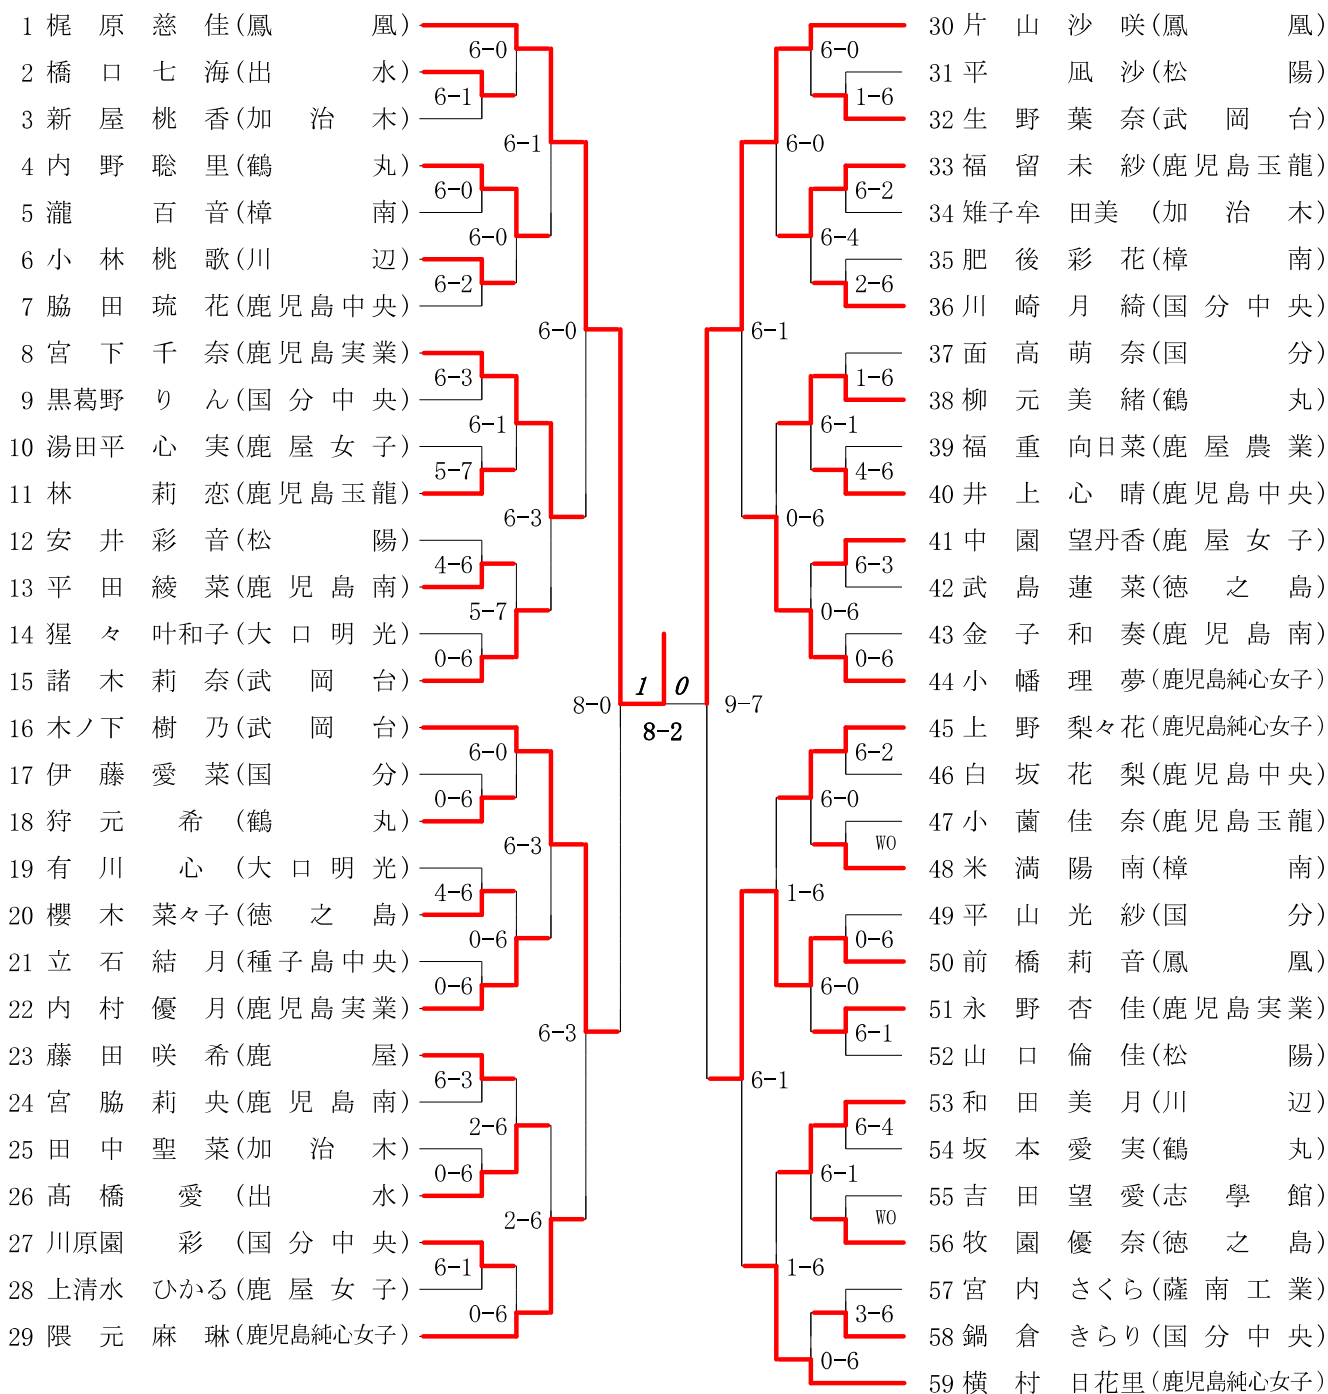 1 梶原慈佳(鳳凰)
2 橋口七海(出水)
3 新屋桃香(加治木)
4 内野聡里(鶴丸)
5 瀧百音(樟南)
6 小林桃歌(川辺)
7 脇田琉花(鹿児島中央)
8 宮下千奈(鹿児島実業)
9 黒葛野りん(国分中央)
10 湯田平心実(鹿屋女子)
11 林莉恋(鹿児島玉龍)
12 安井彩音(松陽)
13 平田綾菜(鹿児島南)
14 猩々叶和子(大口明光)
15 諸木莉奈(武岡台)
16 木ノ下樹乃(武岡台)
17 伊藤愛菜(国分)
18 狩元希(鶴丸)
19 有川心(大口明光)
20 櫻木菜々子(徳之島)
21 立石結月(種子島中央)
22 内村優月(鹿児島実業)
23 藤田咲希(鹿屋)
24 宮脇莉央(鹿児島南)
25 田中聖菜(加治木)
26 髙橋愛(出水)
27 川原園彩(国分中央)
28 上清水ひかる(鹿屋女子)
29 隈元麻琳(鹿児島純心女子)
6-0
6-1
6-0
6-2
6-3
5-7
4-6
0-6
6-0
0-6
4-6
0-6
6-3
0-6
6-1
6-1
6-0
6-1
5-7
6-3
0-6
2-6
0-6
6-0
6-3
6-3
2-6
8-0
1 0
8-2
9-7
30 片山沙咲(鳳凰)
31 平凪沙(松陽)
32 生野葉奈(武岡台)
33 福留未紗(鹿児島玉龍)
34 雉子牟田美(加治木)
35 肥後彩花(樟南)
36 川崎月綺(国分中央)
37 面高萌奈(国分)
38 柳元美緒(鶴丸)
39 福重向日菜(鹿屋農業)
40 井上心晴(鹿児島中央)
41 中園望丹香(鹿屋女子)
42 武島蓮菜(徳之島)
43 金子和奏(鹿児島南)
44 小幡理夢(鹿児島純心女子)
45 上野梨々花(鹿児島純心女子)
46 白坂花梨(鹿児島中央)
47 小薗佳奈(鹿児島玉龍)
48 米満陽南(樟南)
49 平山光紗(国分)
50 前橋莉音(鳳凰)
51 永野杏佳(鹿児島実業)
52 山口倫佳(松陽)
53 和田美月(川辺)
54 坂本愛実(鶴丸)
55 吉田望愛(志學館)
56 牧園優奈(徳之島)
57 宮内さくら(薩南工業)
58 鍋倉きらり(国分中央)
59 横村日花里(鹿児島純心女子)
6-0
1-6
6-0
6-2
6-4
2-6
6-1
1-6
6-1
4-6
0-6
6-3
0-6
0-6
6-2
6-0
WO
1-6
0-6
6-0
6-1
6-1
6-4
6-1
WO
1-6
3-6
0-6